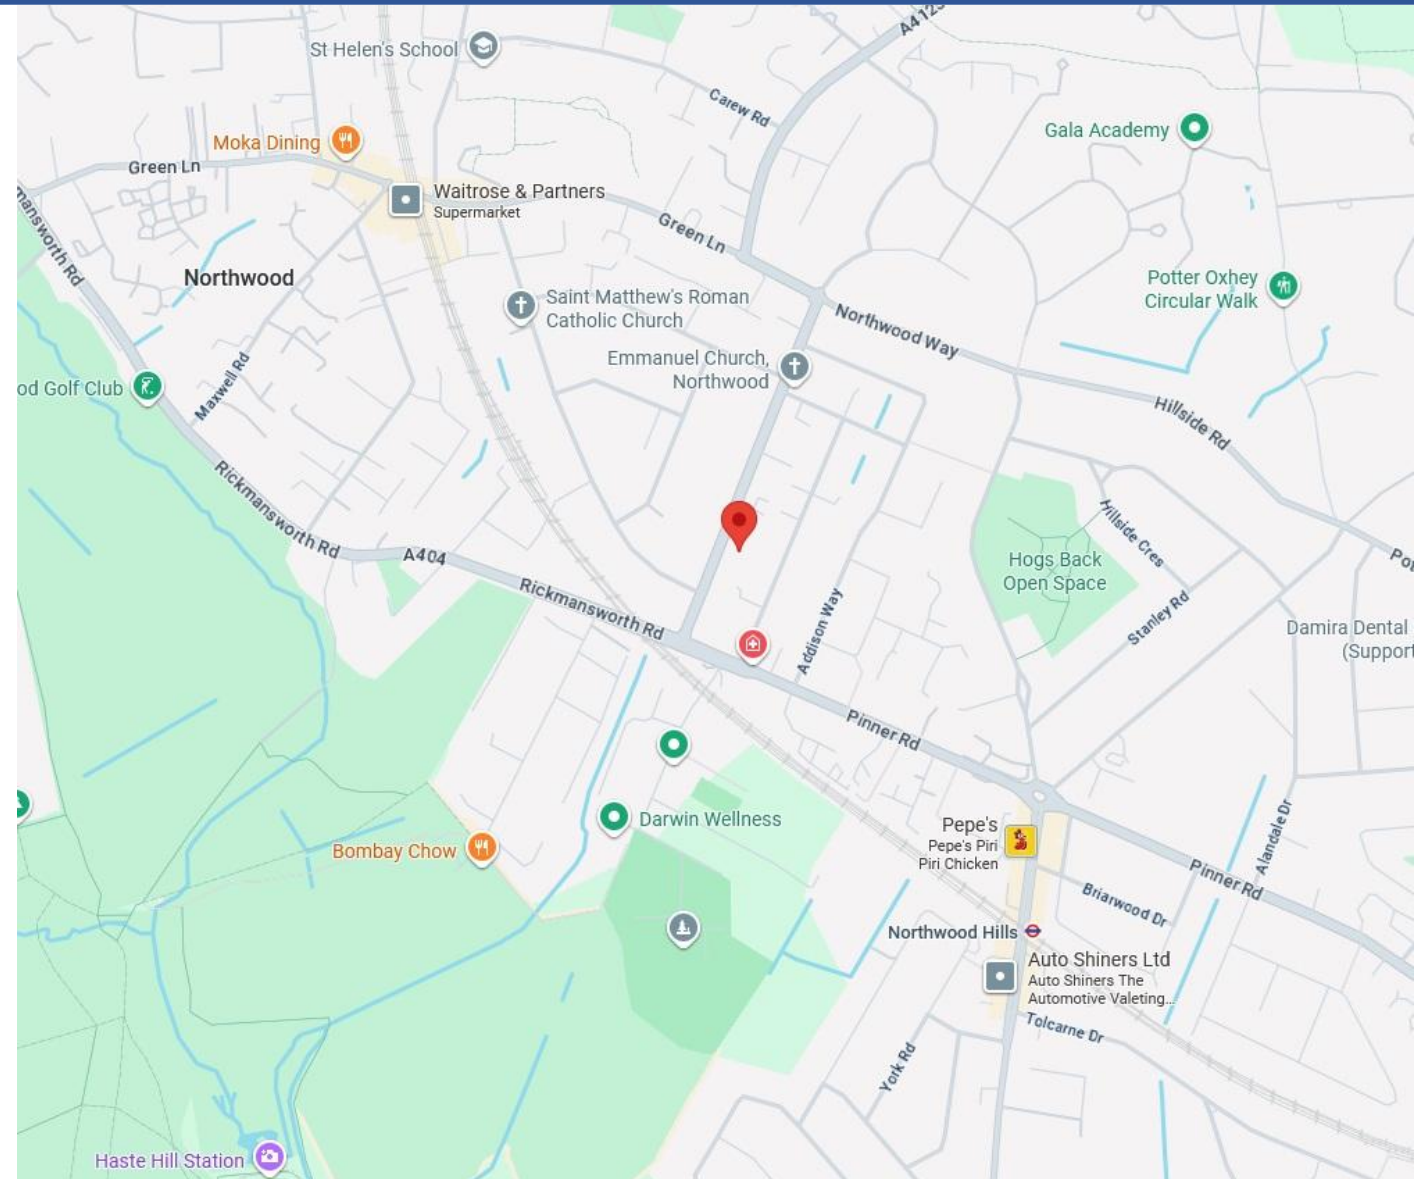 A4125
St Helen's School
Carew Rd
Moka Dining
Gala Academy
Green Ln
Waitrose & Partners
Supermarket
mansworth Rd
Green Ln
Northwood
Potter Oxhey
Circular Walk
Saint Matthew's Roman
Catholic Church
Northwood Way
Emmanuel Church,
Northwood
od Golf Club
Maxwell Rd
Hillside Rd
Rickmansworth Rd
A404
Hillside Cres
Hogs Back
Open Space
Rickmansworth Rd
Addison Way
Stanley Rd
Damira Dental
(Support
Pinner Rd
Darwin Wellness
Bombay Chow
Pepe's
Pepe's Piri
Piri Chicken
Alandale Dr
Pinner Rd
Briarwood Dr
Northwood Hills
Auto Shiners Ltd
Auto Shiners The
Automotive Valeting...
Tolcarne Dr
York Rd
Haste Hill Station